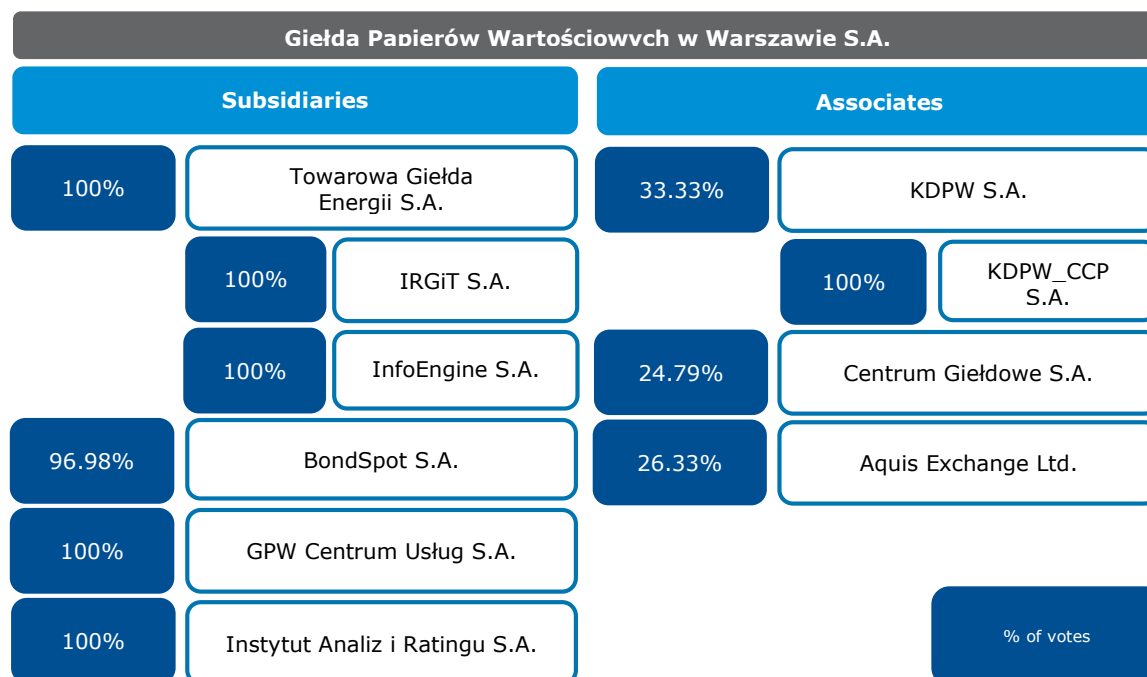 Giełda Papierów Wartościowych w Warszawie S.A.
Subsidiaries
Associates
100%
Towarowa Giełda
Energii S.A.
33.33%
KDPW S.A.
100%
IRGiT S.A.
100%
KDPW_CCP
S.A.
100%
InfoEngine S.A.
24.79%
Centrum Giełdowe S.A.
96.98%
BondSpot S.A.
26.33%
Aquis Exchange Ltd.
100%
GPW Centrum Usług S.A.
100%
Instytut Analiz i Ratingu S.A.
% of votes